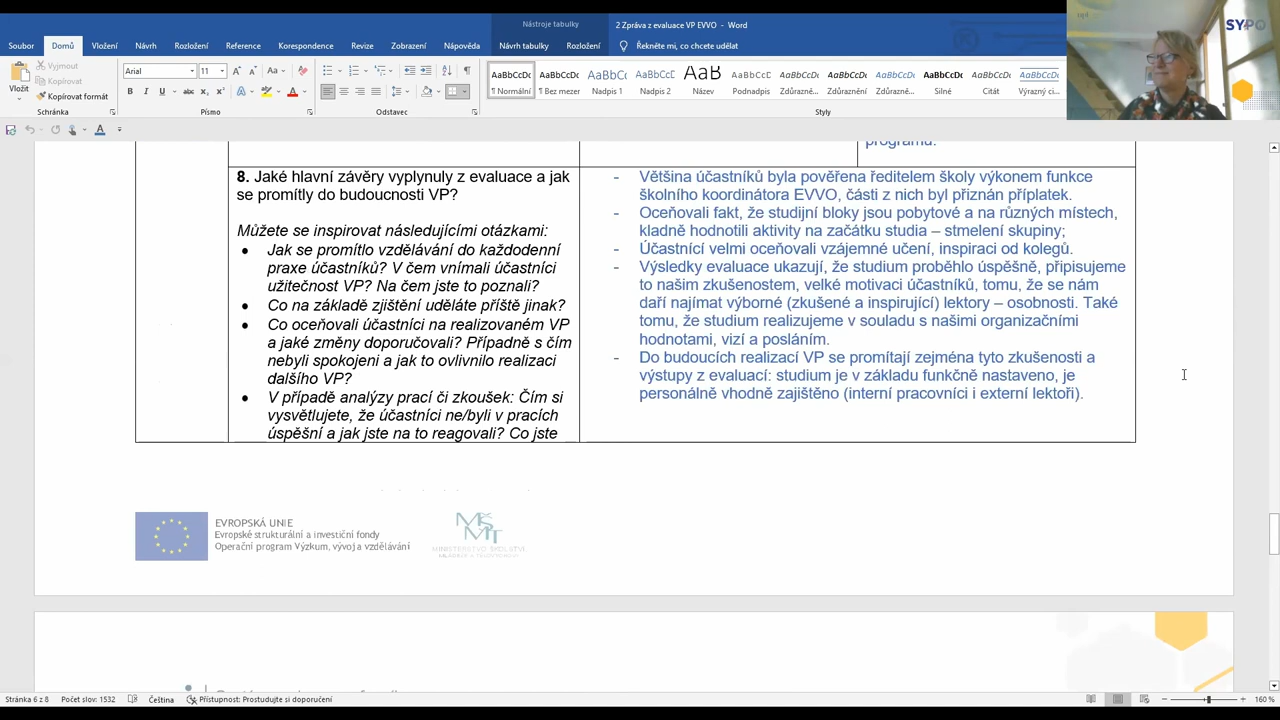 Nástroje tabulky
2 Zpráva z evaluace VP EVVO - Word
SYPO
Soubor Domů Vložení Návrh Rozložení Reference Korespondence Revize Zobrazení Nápověda Návrh tabulky Rozložení Řekněte mi, co chcete udělat
Vložit
Vyjmout
Kopírovat
Kopírovat formát
Schránka
Arial 11
Písmo
Odstavec
AaBbCcDc AaBbCcDc AaBbCcD AaBbCcDc AaB AaBbCcD AaBbCcDc AaBbCcDc AaBbCcDc AaBbCcDc AaBbCcDc AaBbCcDc
¶ Normální ¶ Bez mezer Nadpis 1 Nadpis 2 Název Podnadpis Zdůrazně... Zdůraznění Zdůrazně... Silné Citát Výrazný ci...
Styly
programu.
8. Jaké hlavní závěry vyplynuly z evaluace a jak
se promítly do budoucnosti VP?
Můžete se inspirovat následujícími otázkami:
● Jak se promítlo vzdělávání do každodenní
praxe účastníků? V čem vnímali účastníci
užitečnost VP? Na čem jste to poznali?
● Co na základě zjištění uděláte příště jinak?
● Co oceňovali účastníci na realizovaném VP
a jaké změny doporučovali? Případně s čím
nebyli spokojeni a jak to ovlivnilo realizaci
dalšího VP?
● V případě analýzy prací či zkoušek: Čím si
vysvětlujete, že účastníci ne/byli v pracích
úspěšní a jak jste na to reagovali? Co jste
- Většina účastníků byla pověřena ředitelem školy výkonem funkce
školního koordinátora EVVO, části z nich byl přiznán příplatek.
- Oceňovali fakt, že studijní bloky jsou pobytové a na různých místech,
kladně hodnotili aktivity na začátku studia – stmelení skupiny;
- Účastnící velmi oceňovali vzájemné učení, inspiraci od kolegů.
- Výsledky evaluace ukazují, že studium proběhlo úspěšně, připisujeme
to našim zkušenostem, velké motivaci účastníků, tomu, že se nám
daří najímat výborné (zkušené a inspirující) lektory – osobnosti. Také
tomu, že studium realizujeme v souladu s našimi organizačními
hodnotami, vizí a posláním.
- Do budoucích realizací VP se promítají zejména tyto zkušenosti a
výstupy z evaluací: studium je v základu funkčně nastaveno, je
personálně vhodně zajištěno (interní pracovníci i externí lektoři).
EVROPSKÁ UNIE
Evropské strukturální a investiční fondy
Operační program Výzkum, vývoj a vzdělávání
MŠMT
MINISTERSTVO ŠKOLSTVÍ,
MLÁDEŽE A TĚLOVÝCHOVY
Stránka 6 z 8 Počet slov: 1532 Čeština Přístupnost: Prostudujte si doporučení 160 %